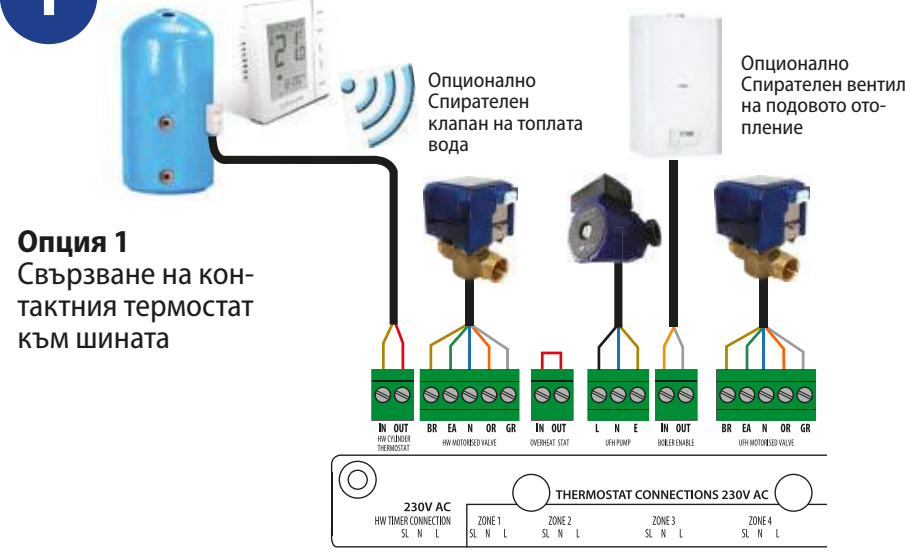 1
Опционално
Спирателен
клапан на топлата
вода
Опционално
Спирателен вентил
на подовото ото-
пление
Опция 1
Свързване на кон-
тактния термостат
към шината
IN OUT
HW CYLINDER
THERMOSTAT
BR EA N OR GR
HW MOTORISED VALVE
IN OUT
OVERHEAT STAT
L N E
UFH PUMP
IN OUT
BOILER ENABLE
BR EA N OR GR
UFH MOTORISED VALVE
230V AC
HW TIMER CONNECTION
SL N L
THERMOSTAT CONNECTIONS 230V AC
ZONE 1
SL N L
ZONE 2
SL N L
ZONE 3
SL N L
ZONE 4
SL N L